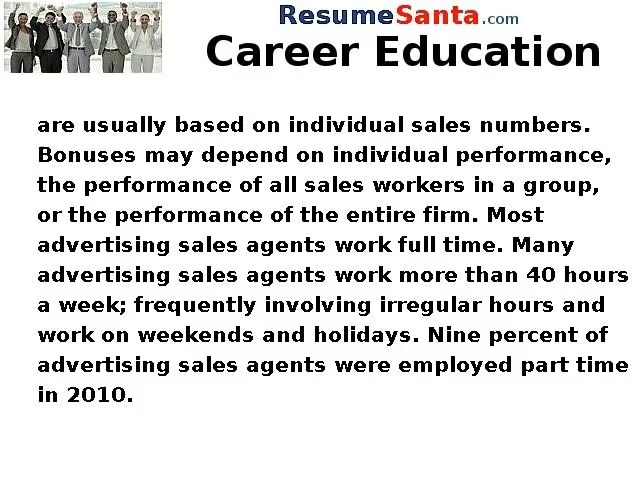 ResumeSanta.com
Career Education
are usually based on individual sales numbers.
Bonuses may depend on individual performance,
the performance of all sales workers in a group,
or the performance of the entire firm. Most
advertising sales agents work full time. Many
advertising sales agents work more than 40 hours
a week; frequently involving irregular hours and
work on weekends and holidays. Nine percent of
advertising sales agents were employed part time
in 2010.